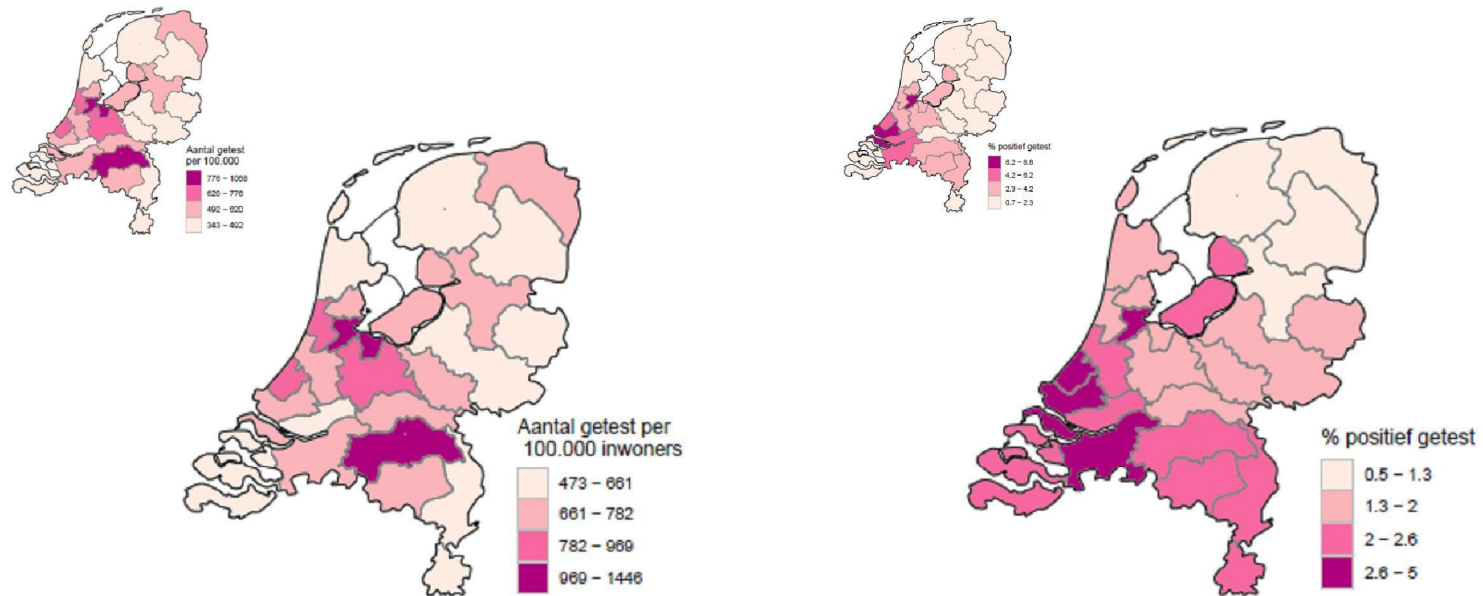 Aantal getest
per 100.000
776 – 1066
620 – 776
492 – 620
343 – 492
% positief getest
6.2 – 8.8
4.2 – 6.2
2.3 – 4.2
0.7 – 2.3
Aantal getest per
100.000 inwoners
473 – 661
661 – 782
782 – 969
969 – 1446
% positief getest
0.5 – 1.3
1.3 – 2
2 – 2.6
2.6 – 5